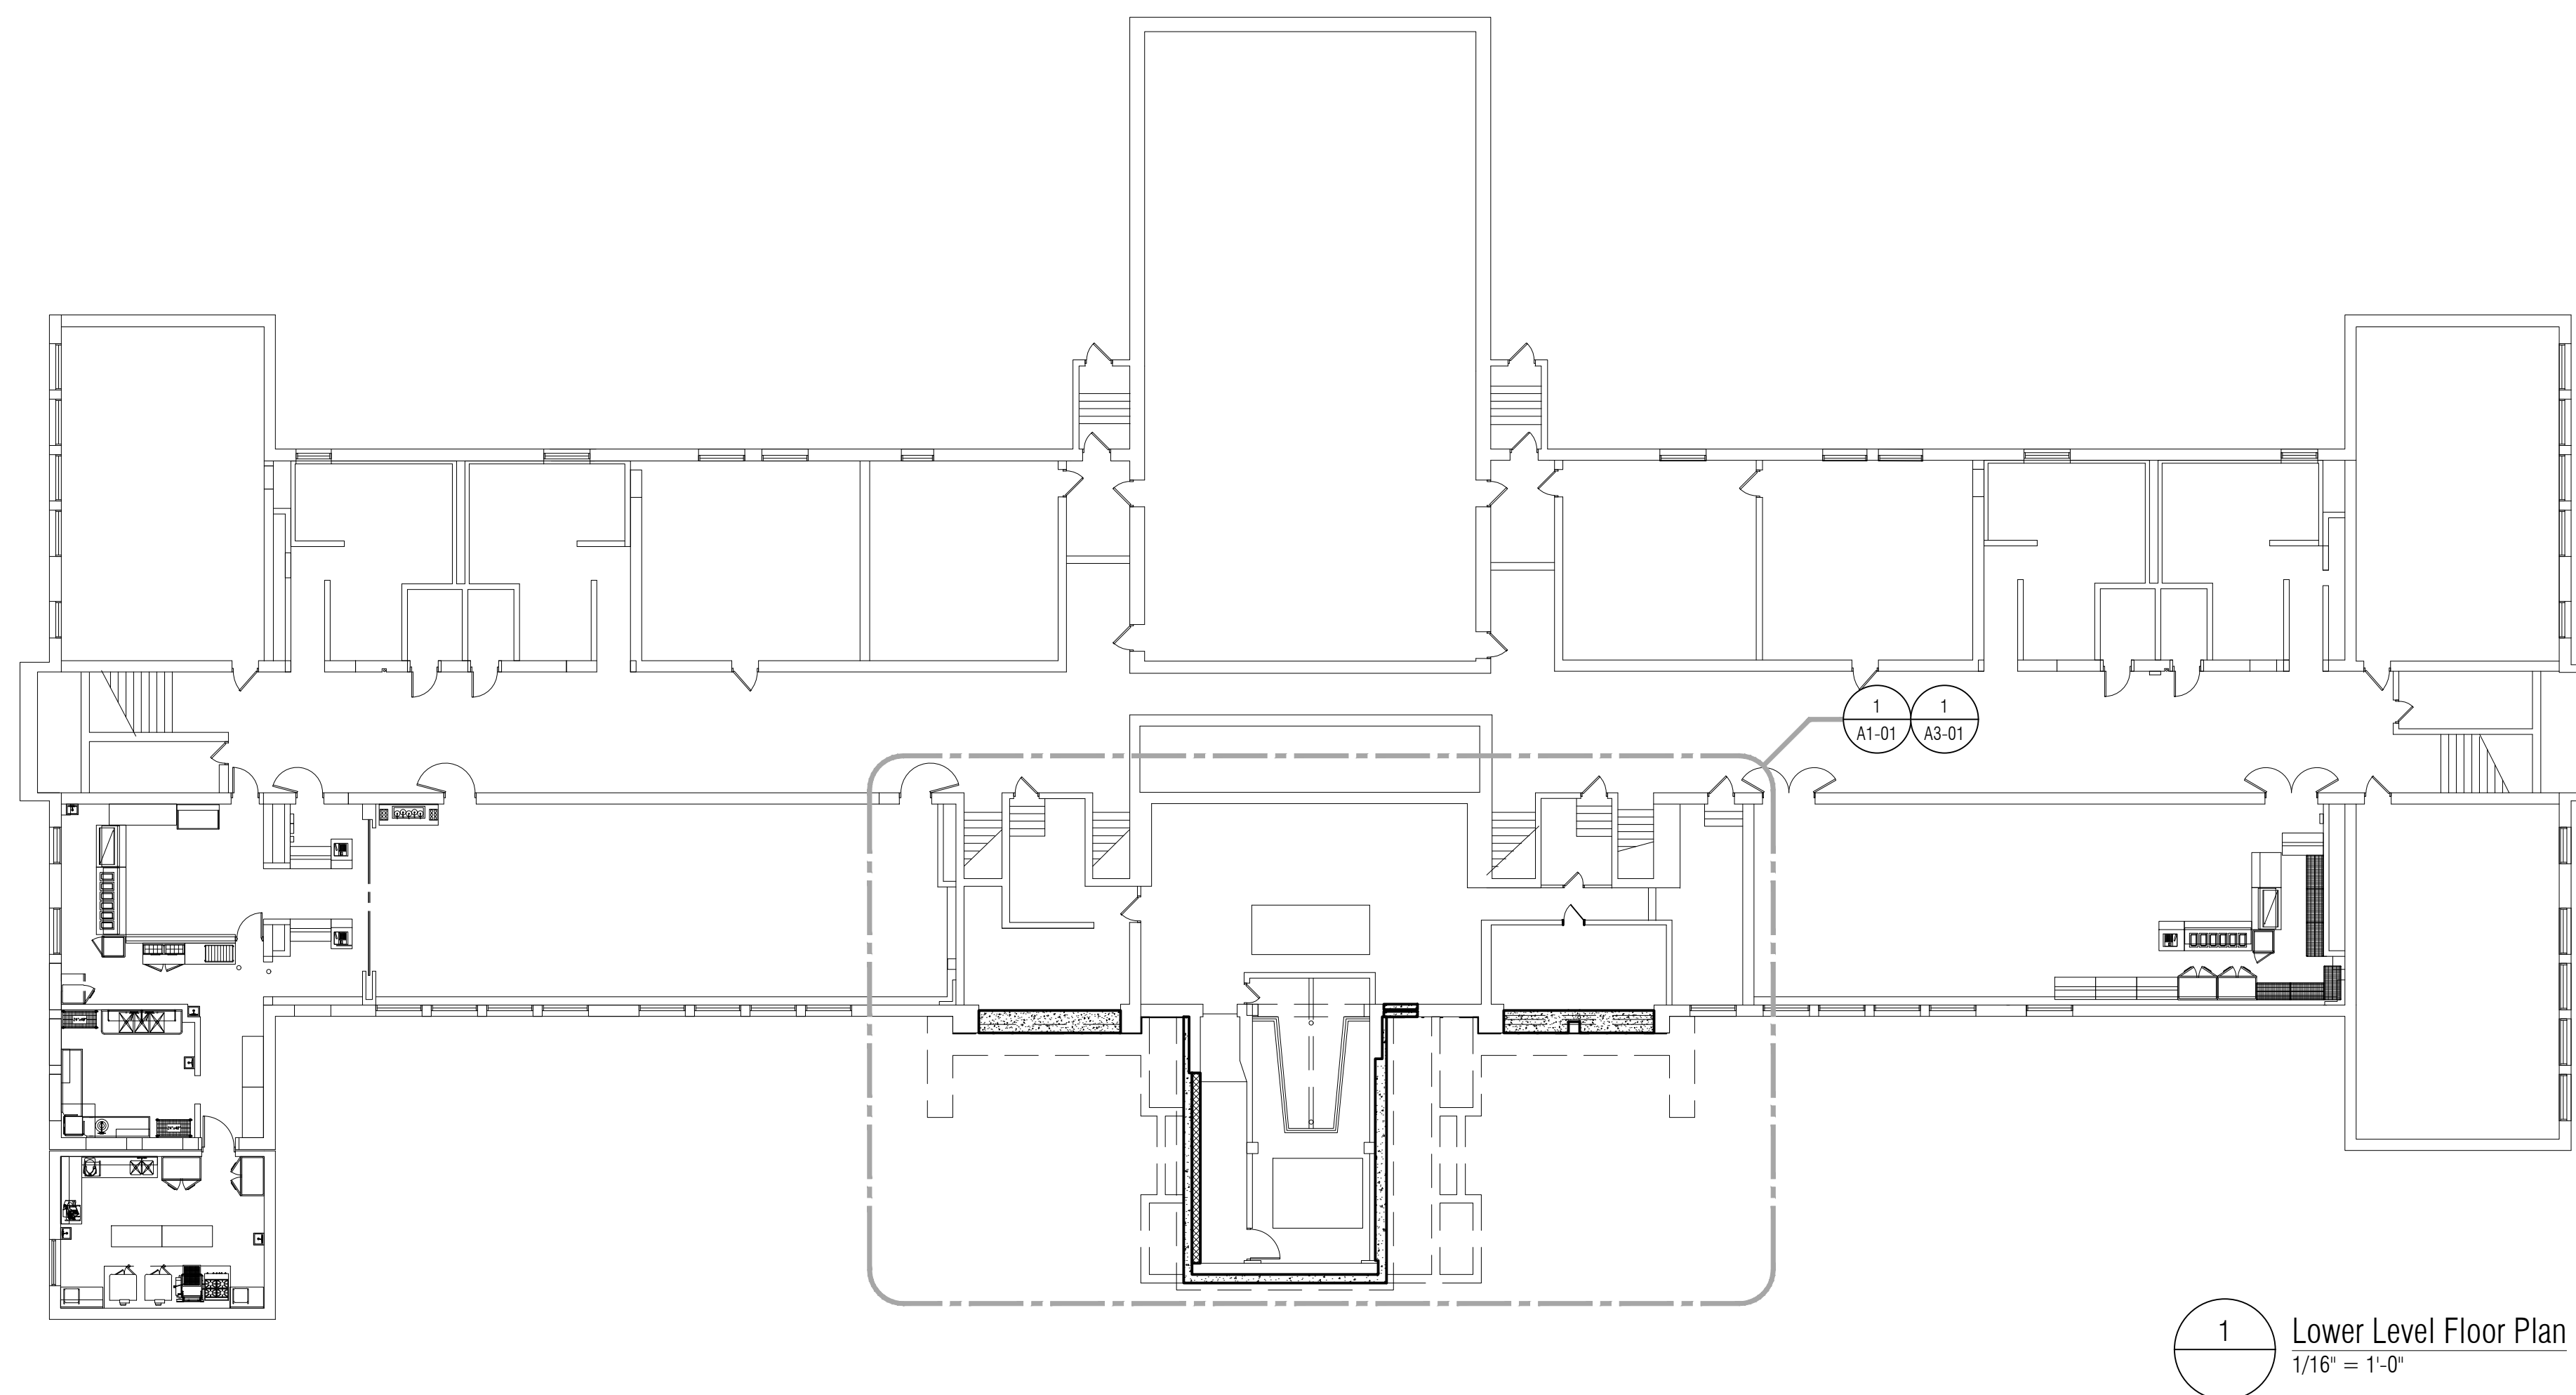 1
A1-01
1
A3-01
1
Lower Level Floor Plan
1/16" = 1'-0"